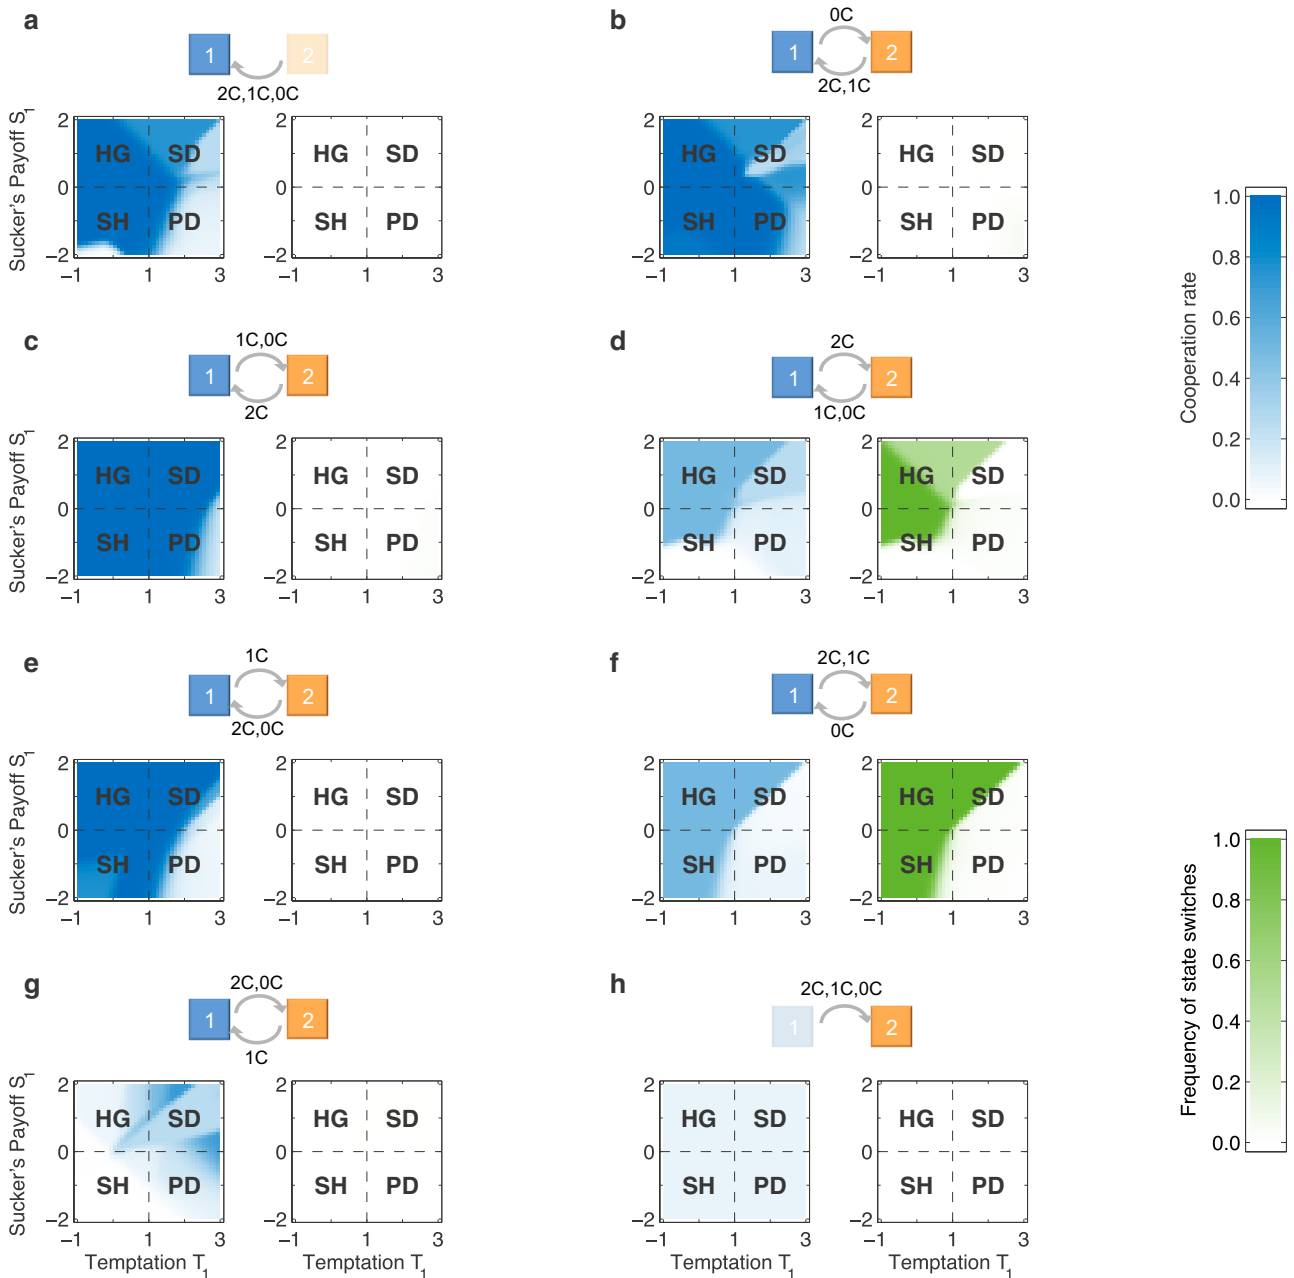 a
1 2
2C,1C,0C
Sucker's Payoff S1
2
0
−2
HG SD
SH PD
−1 1 3
2
0
−2
HG SD
SH PD
−1 1 3
b
0C
1 2
2C,1C
2
0
−2
HG SD
SH PD
−1 1 3
2
0
−2
HG SD
SH PD
−1 1 3
c
1C,0C
1 2
2C
Sucker's Payoff S1
2
0
−2
HG SD
SH PD
−1 1 3
2
0
−2
HG SD
SH PD
−1 1 3
d
2C
1 2
1C,0C
2
0
−2
HG SD
SH PD
−1 1 3
2
0
−2
HG SD
SH PD
−1 1 3
Cooperation rate
1.0
0.8
0.6
0.4
0.2
0.0
e
1C
1 2
2C,0C
Sucker's Payoff S1
2
0
−2
HG SD
SH PD
−1 1 3
2
0
−2
HG SD
SH PD
−1 1 3
f
2C,1C
1 2
0C
2
0
−2
HG SD
SH PD
−1 1 3
2
0
−2
HG SD
SH PD
−1 1 3
g
2C,0C
1 2
1C
Sucker's Payoff S1
2
0
−2
HG SD
SH PD
−1 1 3
Temptation T1
2
0
−2
HG SD
SH PD
−1 1 3
Temptation T1
h
2C,1C,0C
1 2
2
0
−2
HG SD
SH PD
−1 1 3
Temptation T1
2
0
−2
HG SD
SH PD
−1 1 3
Temptation T1
Frequency of state switches
1.0
0.8
0.6
0.4
0.2
0.0